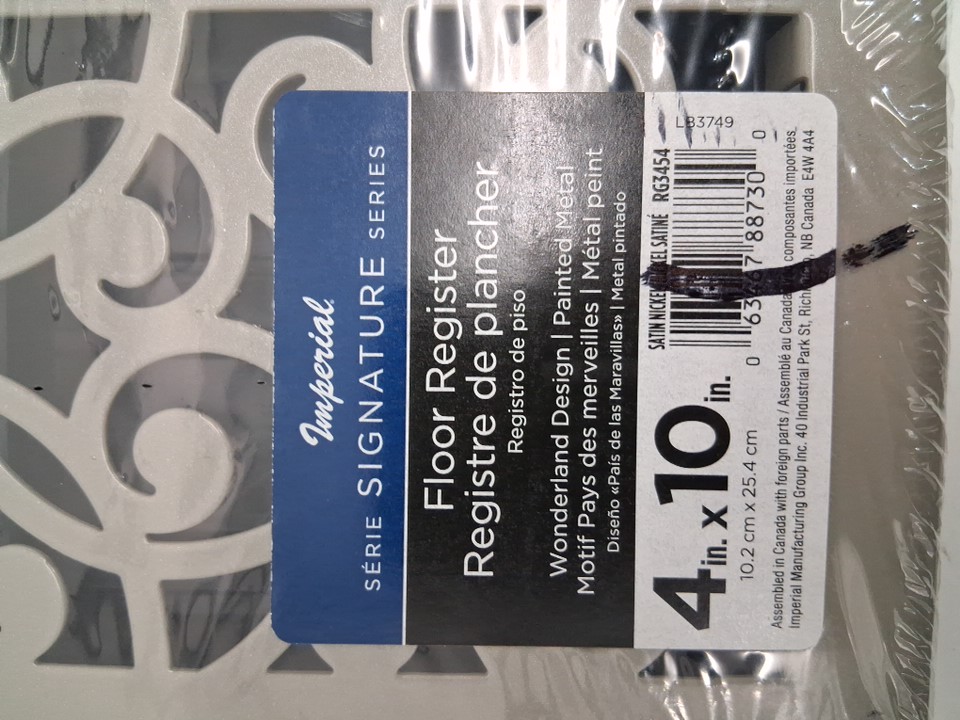 Imperial
SÉRIE SIGNATURE SERIES
Floor Register
Registre de plancher
Registro de piso
Wonderland Design | Painted Metal
Motif Pays des merveilles | Métal peint
Diseño «País de las Maravillas» | Metal pintado
4in. x 10in.
10.2 cm x 25.4 cm
SATIN NICKEL SATINÉ RG3454
LB3749
0 88730 0
Assembled in Canada with foreign parts / Assemblé au Canada composantes importées.
Imperial Manufacturing Group Inc. 40 Industrial Park St, NB Canada E4W 4A4